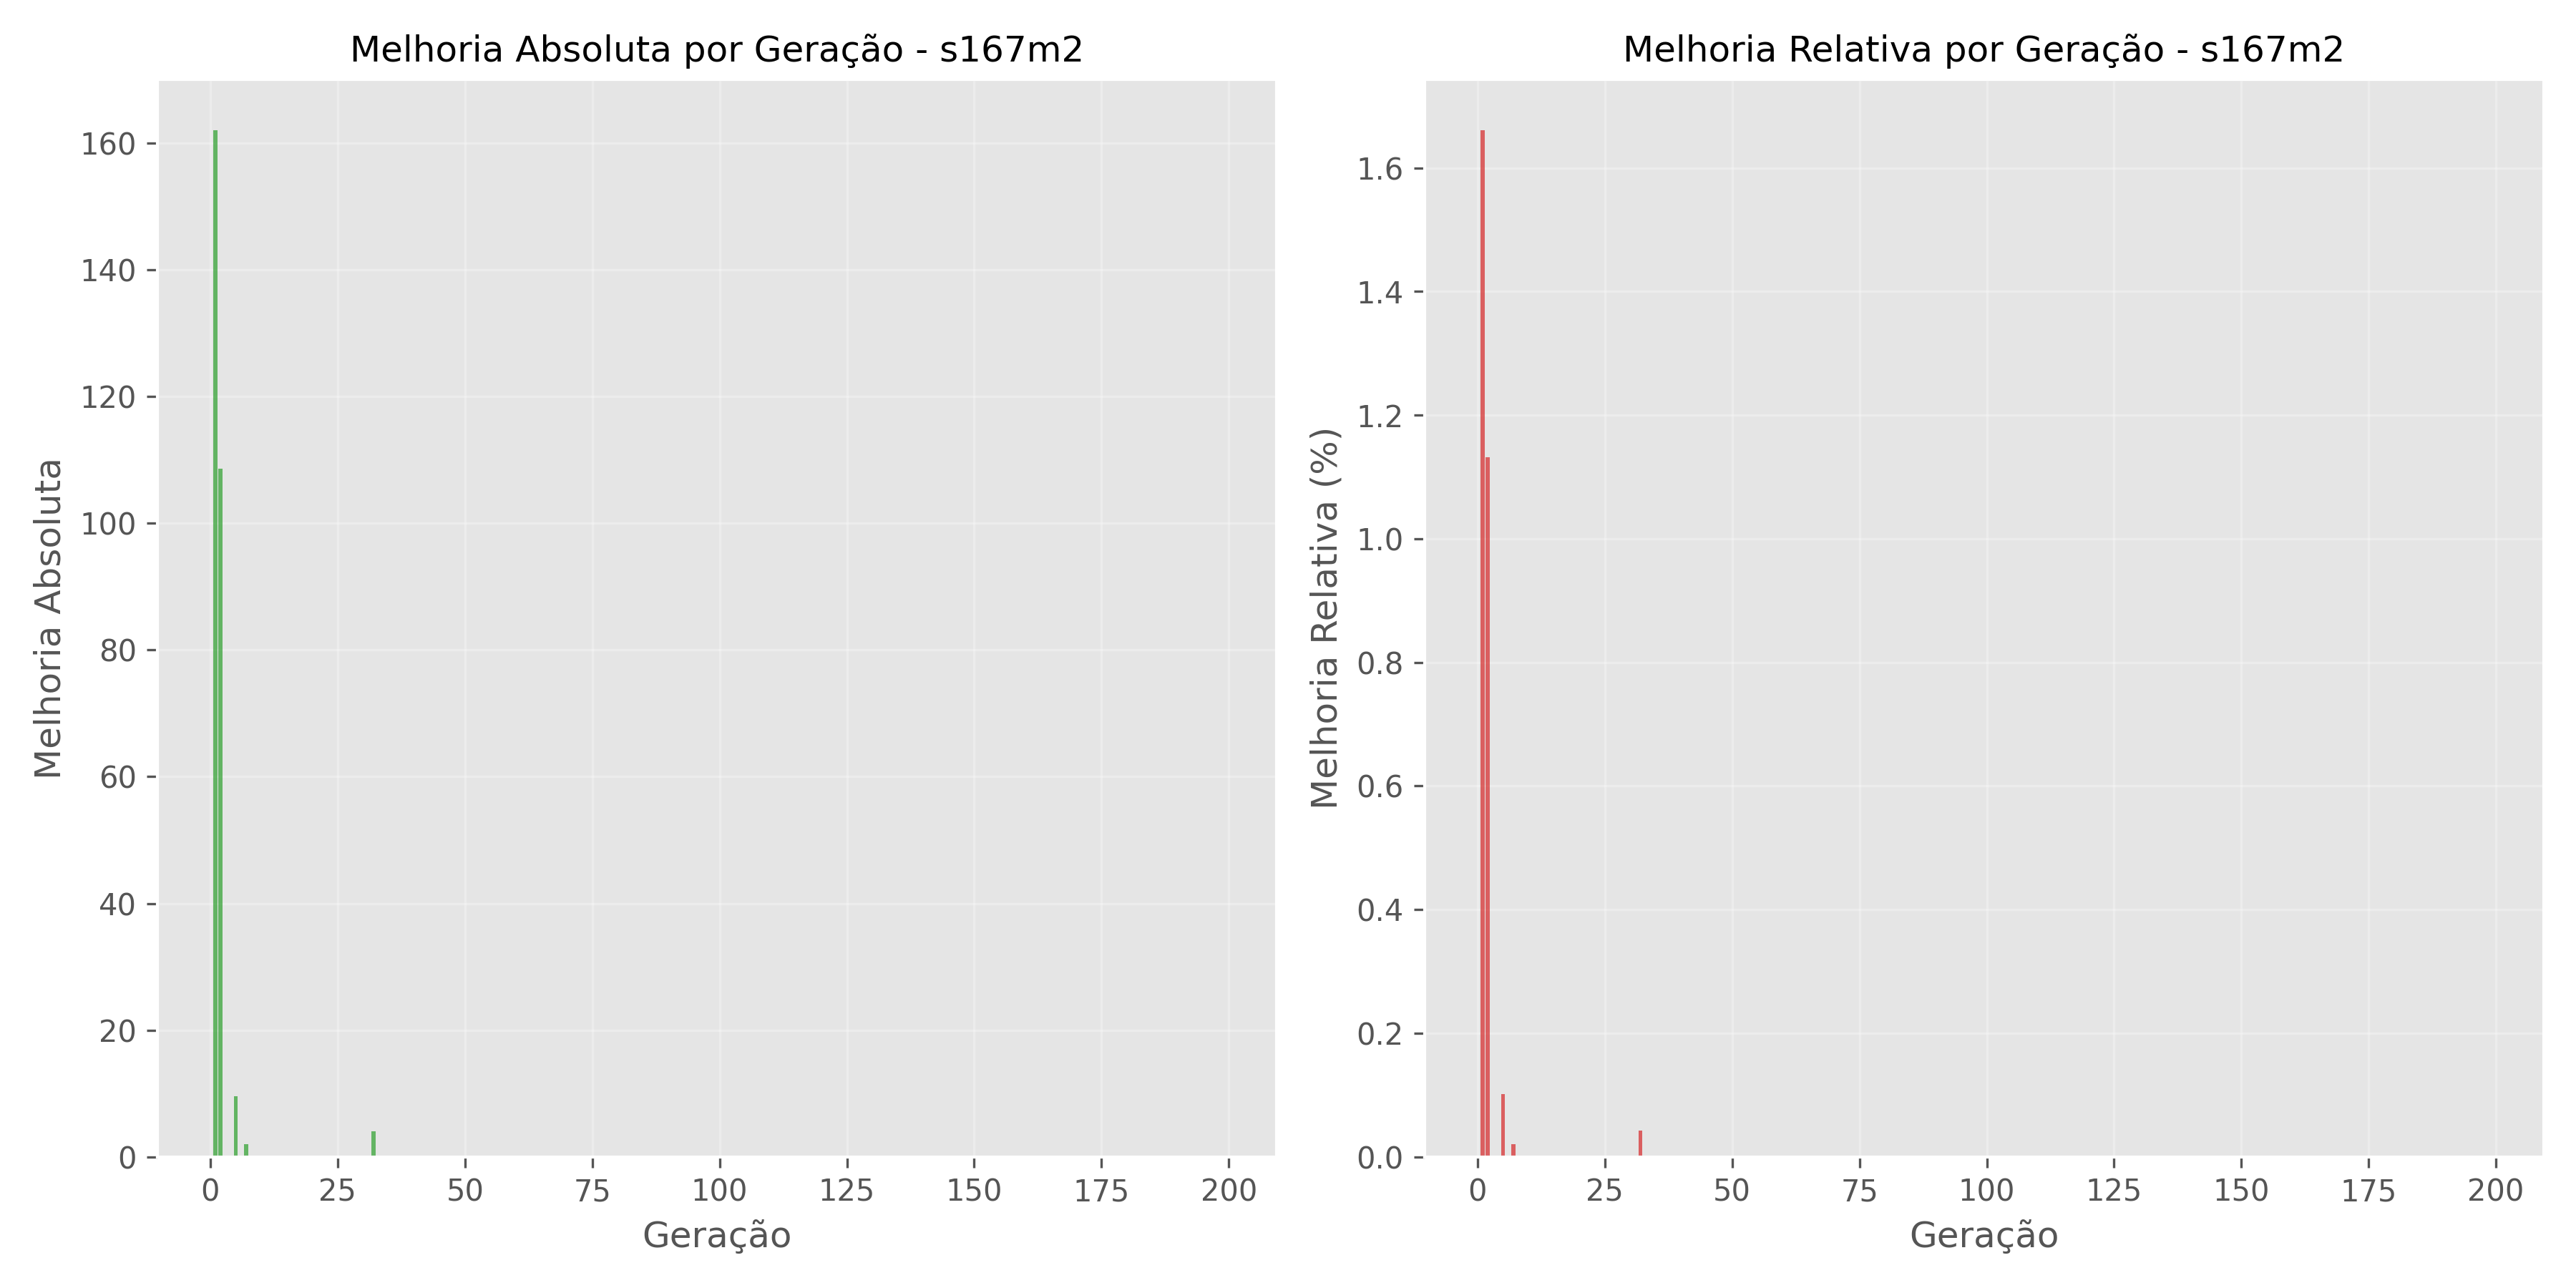 Melhoria Absoluta por Geração - s167m2
Melhoria Absoluta
160
140
120
100
80
60
40
20
0
0 25 50 75 100 125 150 175 200
Geração
Melhoria Relativa por Geração - s167m2
Melhoria Relativa (%)
1.6
1.4
1.2
1.0
0.8
0.6
0.4
0.2
0.0
0 25 50 75 100 125 150 175 200
Geração